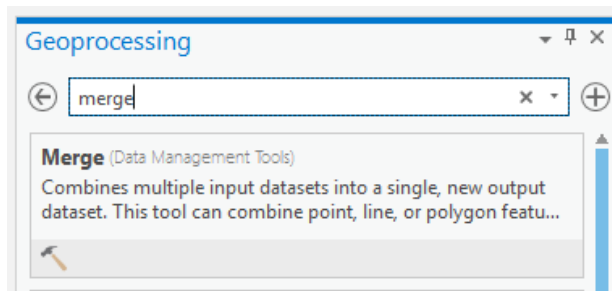 Geoprocessing
merge
Merge (Data Management Tools)
Combines multiple input datasets into a single, new output
dataset. This tool can combine point, line, or polygon featu...